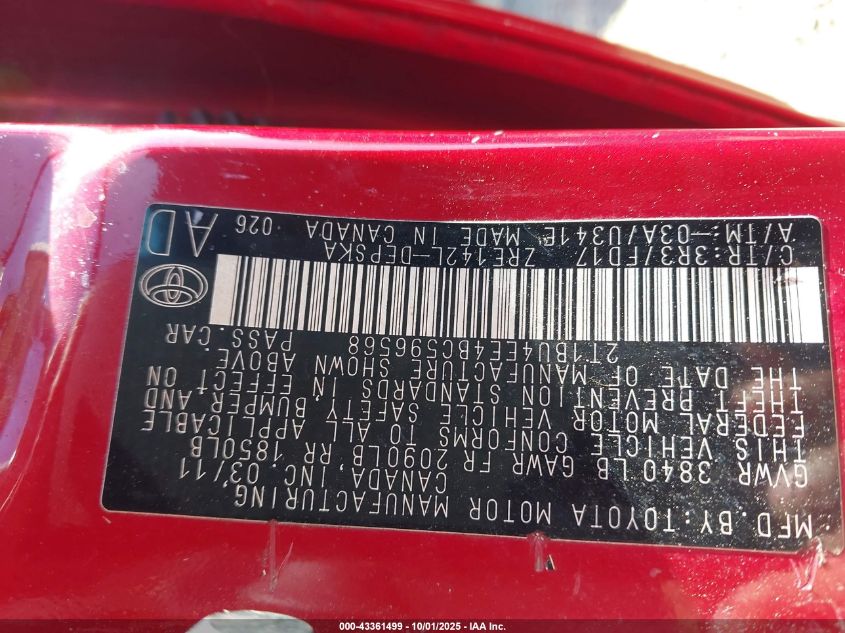 MFD. BY: TOYOTA MOTOR MANUFACTURING
CANADA INC. 03/11
GVWR 3840 LB GAWR FR 2090LB, RR 1850LB
THIS VEHICLE CONFORMS TO ALL APPLICABLE
FEDERAL MOTOR VEHICLE SAFETY, BUMPER AND
THEFT PREVENTION STANDARDS IN EFFECT ON
THE DATE OF MANUFACTURE SHOWN ABOVE.
2T1BU4EE4BC596568 PASS. CAR
C/TR: 3R3/FD17 ZRE142L-DEPSKA
A/TM: -03A/U341E MADE IN CANADA 026
AD
000-43361499 - 10/01/2025 - IAA Inc.